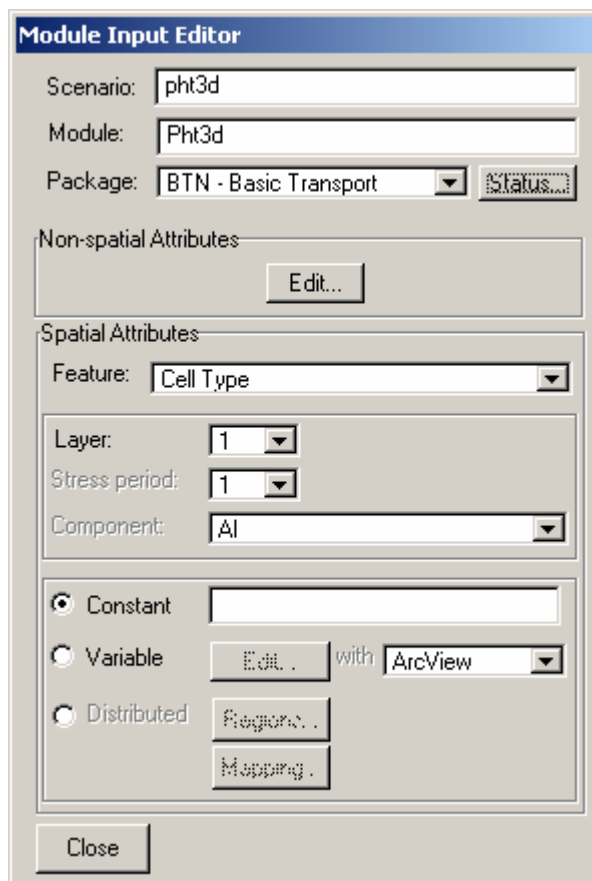 Module Input Editor
Scenario: pht3d
Module: Pht3d
Package: BTN - Basic Transport Status...
Non-spatial Attributes
Edit...
Spatial Attributes
Feature: Cell Type
Layer: 1
Stress period: 1
Component: Al
Constant
Variable Edit... with ArcView
Distributed Regions...
Mapping...
Close